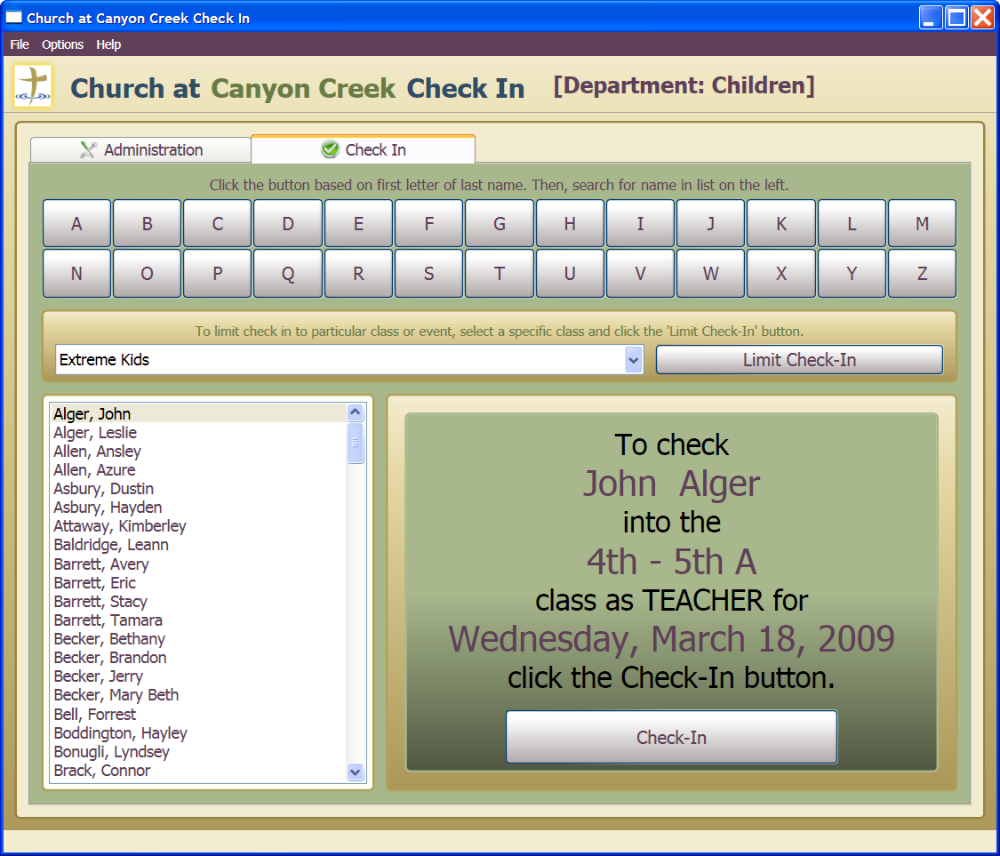 Church at Canyon Creek Check In
File Options Help
Church at Canyon Creek Check In [Department: Children]
Administration Check In
Click the button based on first letter of last name. Then, search for name in list on the left.
A B C D E F G H I J K L M
N O P Q R S T U V W X Y Z
To limit check in to particular class or event, select a specific class and click the 'Limit Check-In' button.
Extreme Kids Limit Check-In
Alger, John
Alger, Leslie
Allen, Ansley
Allen, Azure
Asbury, Dustin
Asbury, Hayden
Attaway, Kimberley
Baldridge, Leann
Barrett, Avery
Barrett, Eric
Barrett, Stacy
Barrett, Tamara
Becker, Bethany
Becker, Brandon
Becker, Jerry
Becker, Mary Beth
Bell, Forrest
Boddington, Hayley
Bonugli, Lyndsey
Brack, Connor
To check
John Alger
into the
4th - 5th A
class as TEACHER for
Wednesday, March 18, 2009
click the Check-In button.
Check-In